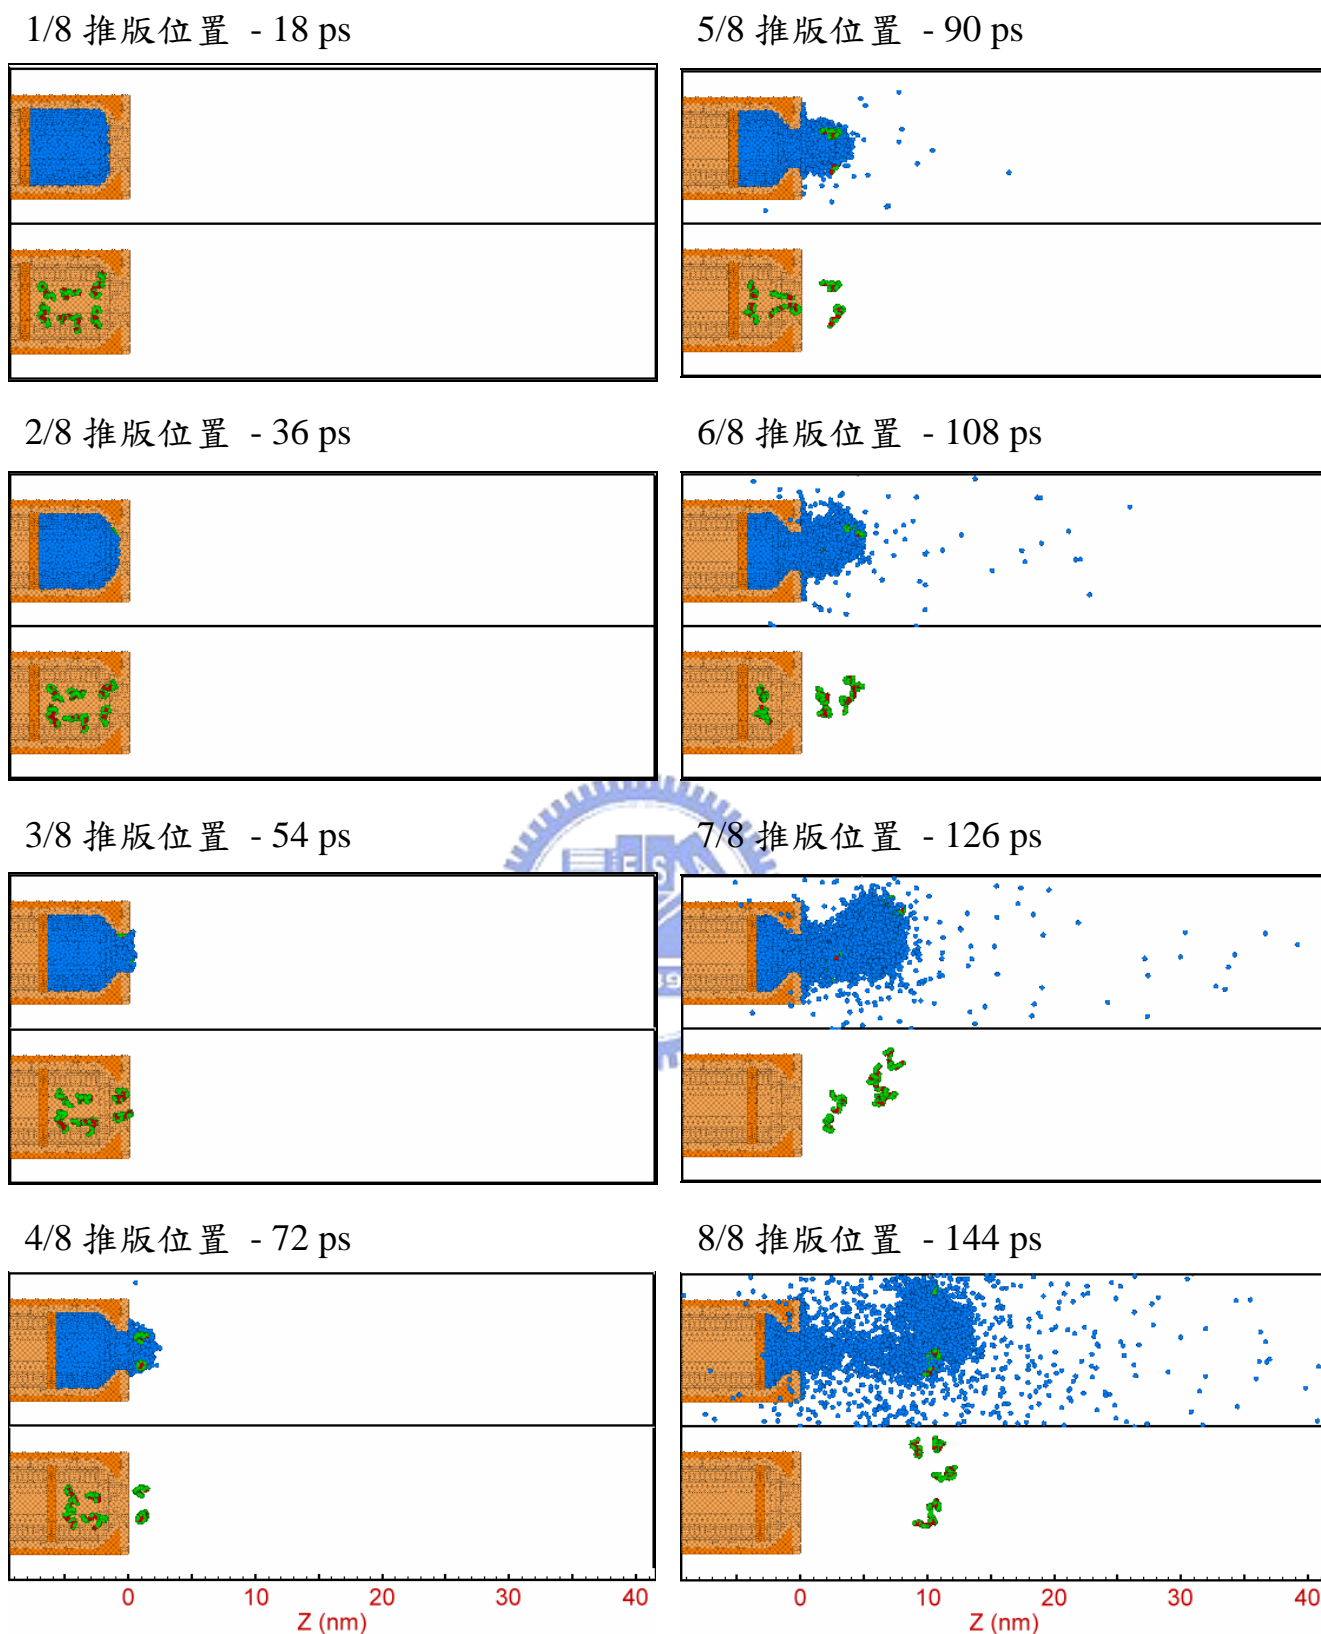 1/8 推版位置 - 18 ps
5/8 推版位置 - 90 ps
2/8 推版位置 - 36 ps
6/8 推版位置 - 108 ps
3/8 推版位置 - 54 ps
7/8 推版位置 - 126 ps
4/8 推版位置 - 72 ps
8/8 推版位置 - 144 ps
0 10 20 30 40
Z (nm)
0 10 20 30 40
Z (nm)